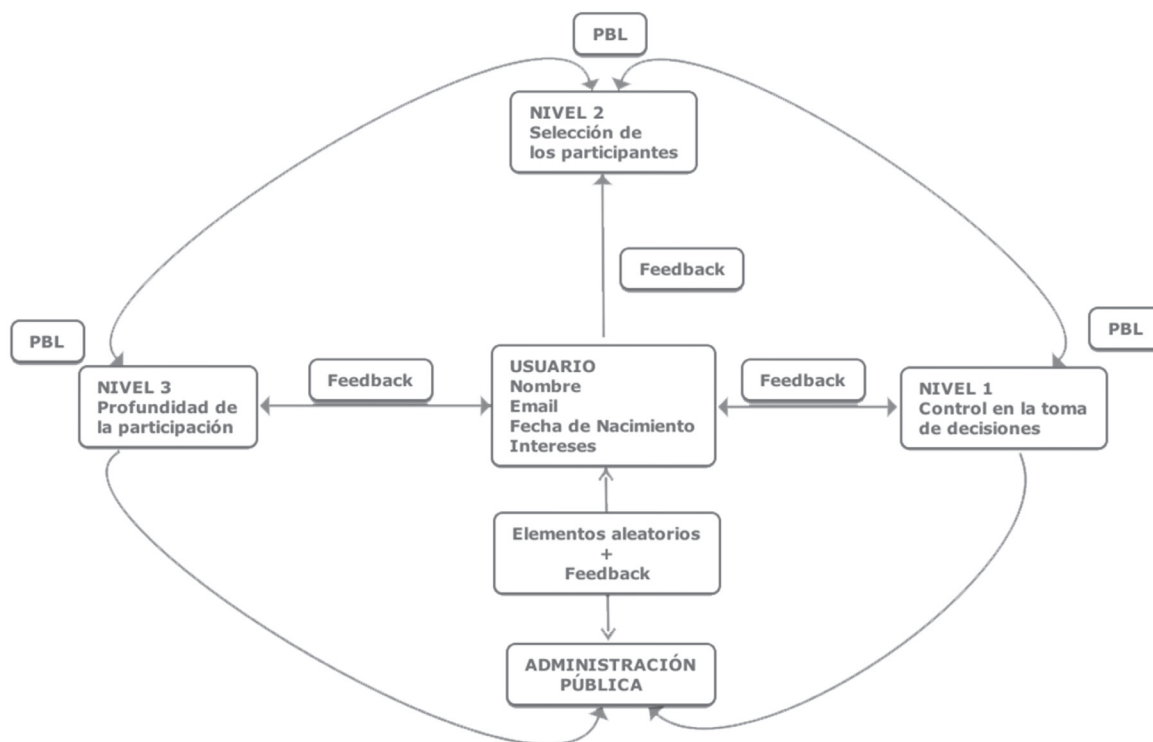 PBL
NIVEL 2
Selección de
los participantes
Feedback
PBL
PBL
NIVEL 3
Profundidad de
la participación
Feedback
USUARIO
Nombre
Email
Fecha de Nacimiento
Intereses
Feedback
NIVEL 1
Control en la toma
de decisiones
Elementos aleatorios
+
Feedback
ADMINISTRACIÓN
PÚBLICA